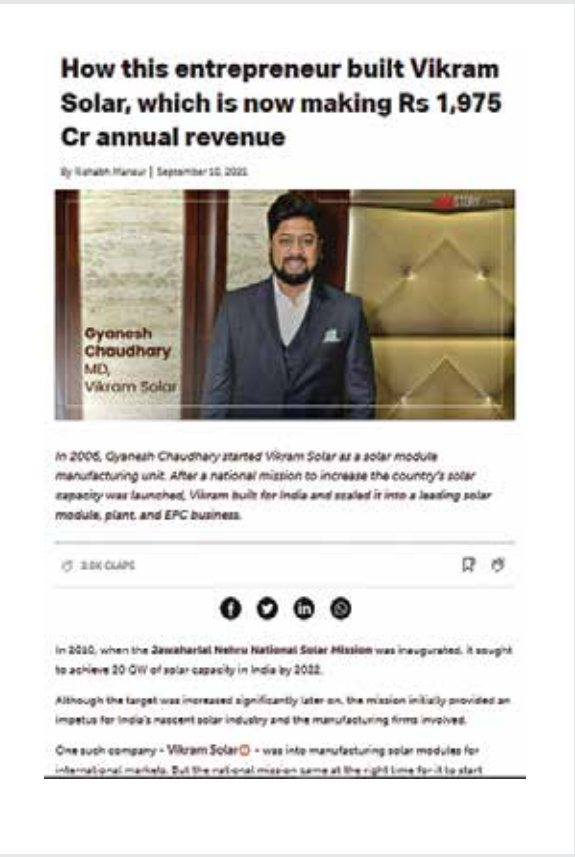 How this entrepreneur built Vikram
Solar, which is now making Rs 1,975
Cr annual revenue
By Rishabh Mansur | September 10, 2021
STORY
Gyanesh
Chaudhary
MD,
Vikram Solar
In 2006, Gyanesh Chaudhary started Vikram Solar as a solar module
manufacturing unit. After a national mission to increase the country's solar
capacity was launched, Vikram built for India and scaled it into a leading solar
module, plant, and EPC business.
CLAPS
In 2010, when the Jawaharlal Nehru National Solar Mission was inaugurated, it sought
to achieve 20 GW of solar capacity in India by 2022.
Although the target was increased significantly later on, the mission initially provided an
impetus for India's nascent solar industry and the manufacturing firms involved.
One such company - Vikram Solar - was into manufacturing solar modules for
international markets. But the national mission came at the right time for it to start